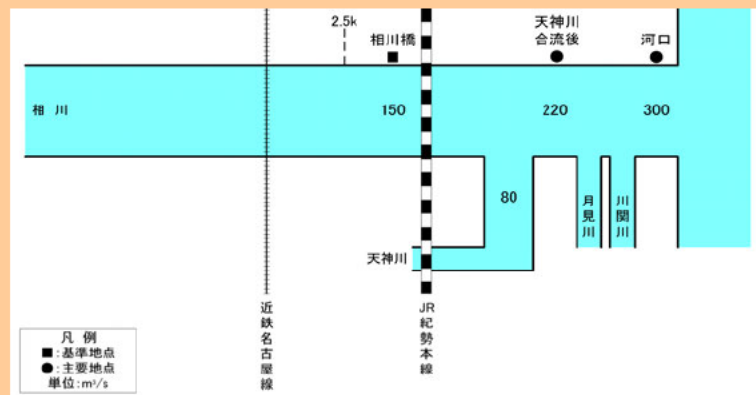 2.5k
相川橋
天神川
合流後
河口
相川
150
220
300
80
月見川
川関川
天神川
近鉄名古屋線
JR紀勢本線
凡例
■:基準地点
●:主要地点
単位:m³/s